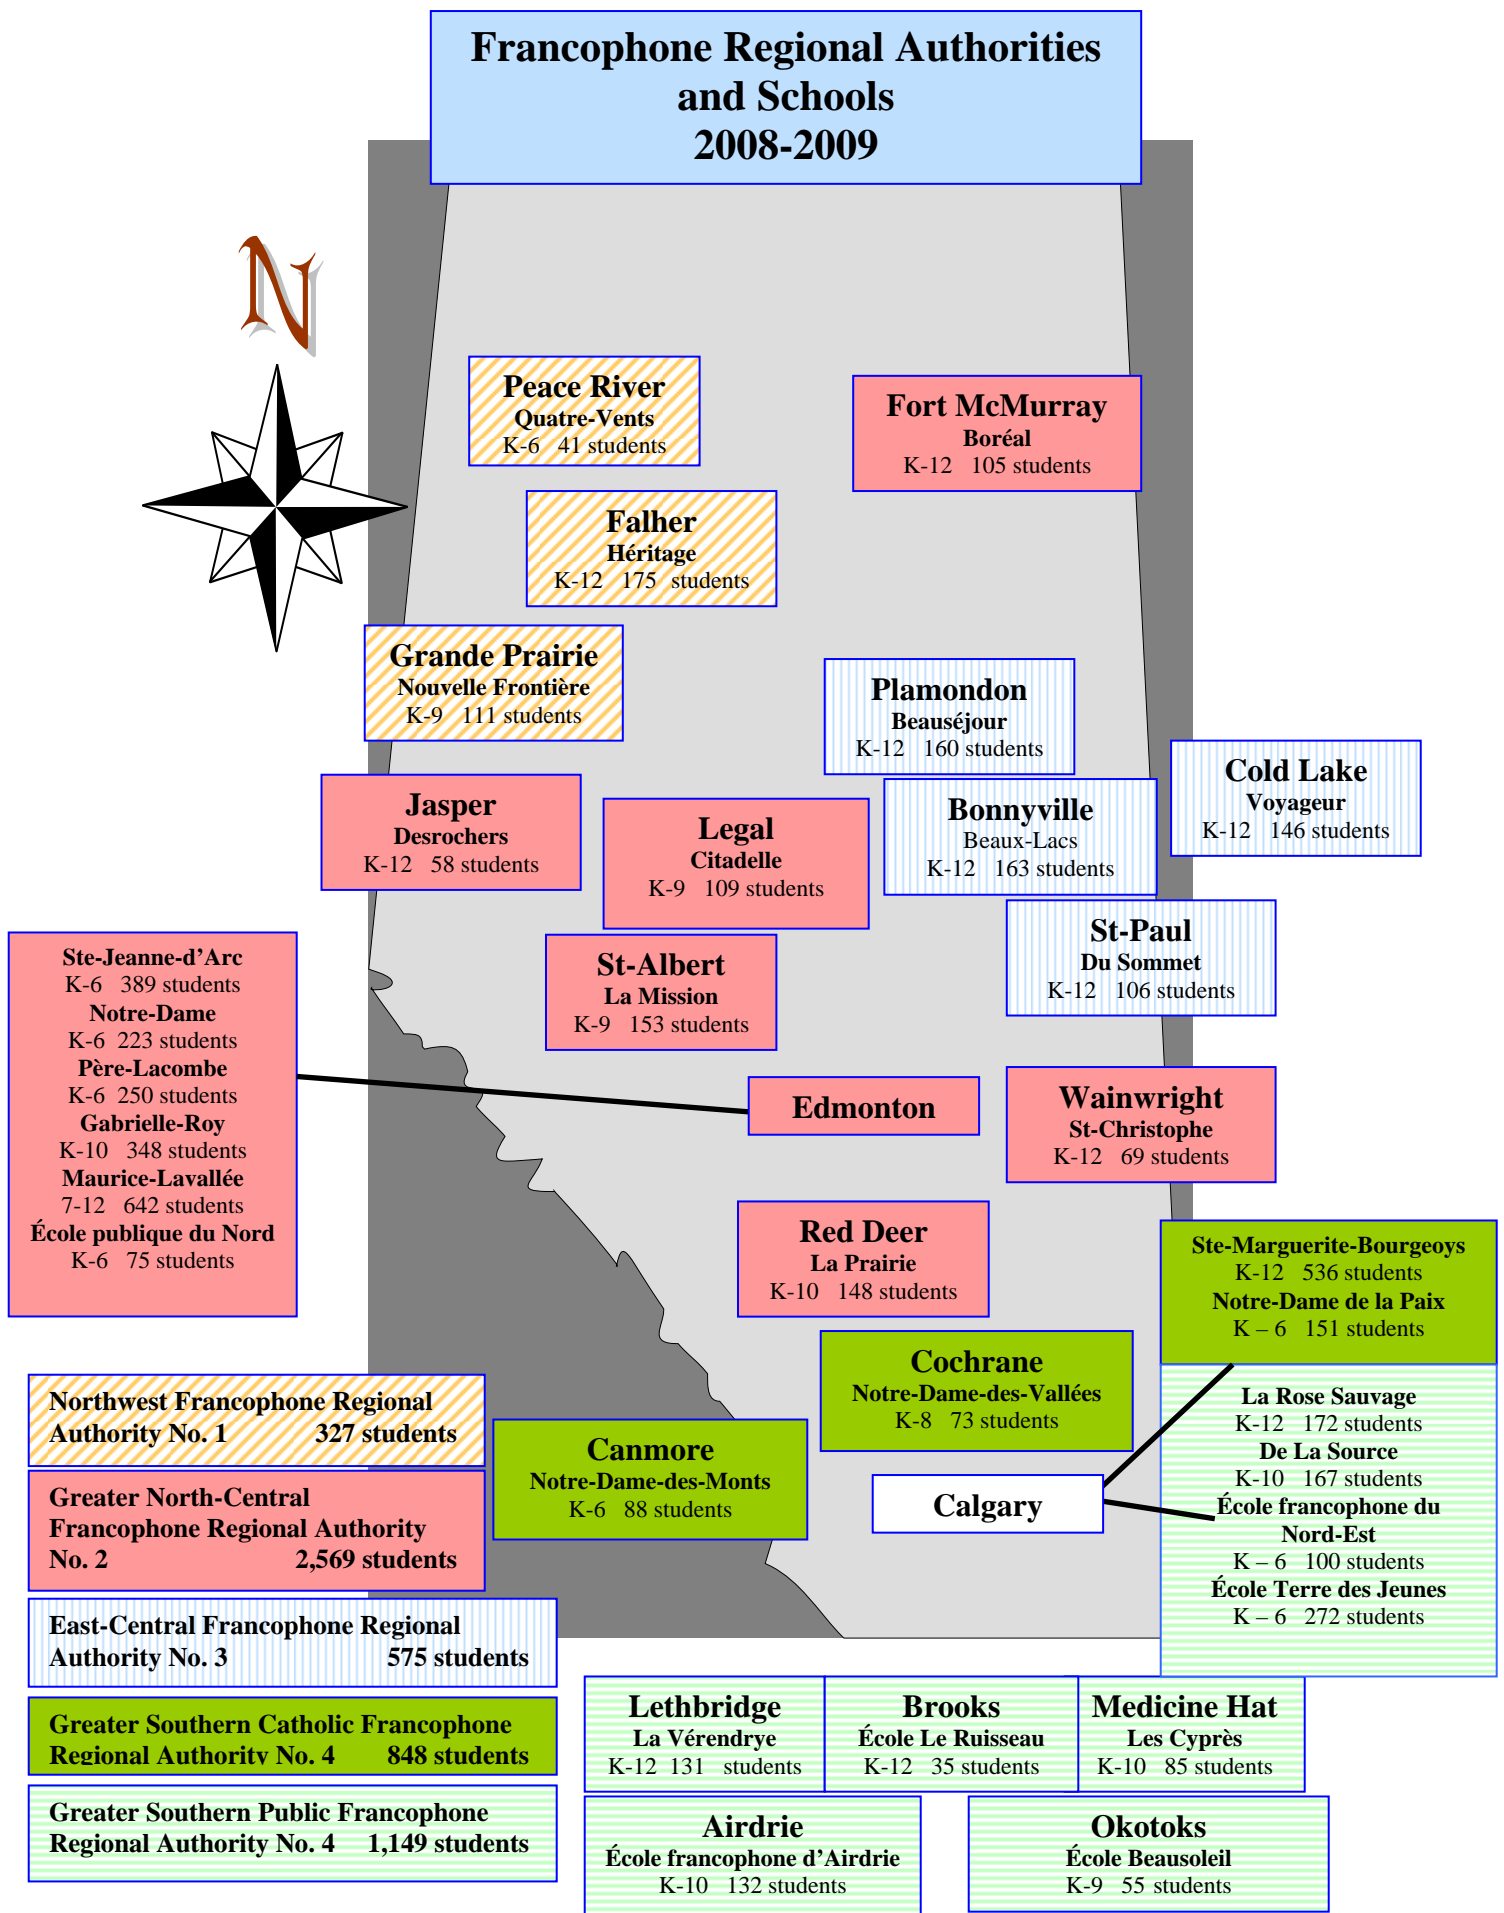 Francophone Regional Authorities
and Schools
2008-2009
N
Peace River
Quatre-Vents
K-6 41 students
Fort McMurray
Boréal
K-12 105 students
Falher
Héritage
K-12 175 students
Grande Prairie
Nouvelle Frontière
K-9 111 students
Plamondon
Beauséjour
K-12 160 students
Cold Lake
Voyageur
K-12 146 students
Jasper
Desrochers
K-12 58 students
Legal
Citadelle
K-9 109 students
Bonnyville
Beaux-Lacs
K-12 163 students
St-Paul
Du Sommet
K-12 106 students
St-Albert
La Mission
K-9 153 students
Ste-Jeanne-d’Arc
K-6 389 students
Notre-Dame
K-6 223 students
Père-Lacombe
K-6 250 students
Gabrielle-Roy
K-10 348 students
Maurice-Lavallée
7-12 642 students
École publique du Nord
K-6 75 students
Edmonton
Wainwright
St-Christophe
K-12 69 students
Red Deer
La Prairie
K-10 148 students
Ste-Marguerite-Bourgeoys
K-12 536 students
Notre-Dame de la Paix
K – 6 151 students
La Rose Sauvage
K-12 172 students
De La Source
K-10 167 students
École francophone du
Nord-Est
K – 6 100 students
École Terre des Jeunes
K – 6 272 students
Cochrane
Notre-Dame-des-Vallées
K-8 73 students
Canmore
Notre-Dame-des-Monts
K-6 88 students
Calgary
Northwest Francophone Regional
Authority No. 1 327 students
Greater North-Central
Francophone Regional Authority
No. 2 2,569 students
East-Central Francophone Regional
Authority No. 3 575 students
Greater Southern Catholic Francophone
Regional Authority No. 4 848 students
Greater Southern Public Francophone
Regional Authority No. 4 1,149 students
Lethbridge
La Vérendrye
K-12 131 students
Brooks
École Le Ruisseau
K-12 35 students
Medicine Hat
Les Cyprès
K-10 85 students
Airdrie
École francophone d’Airdrie
K-10 132 students
Okotoks
École Beausoleil
K-9 55 students